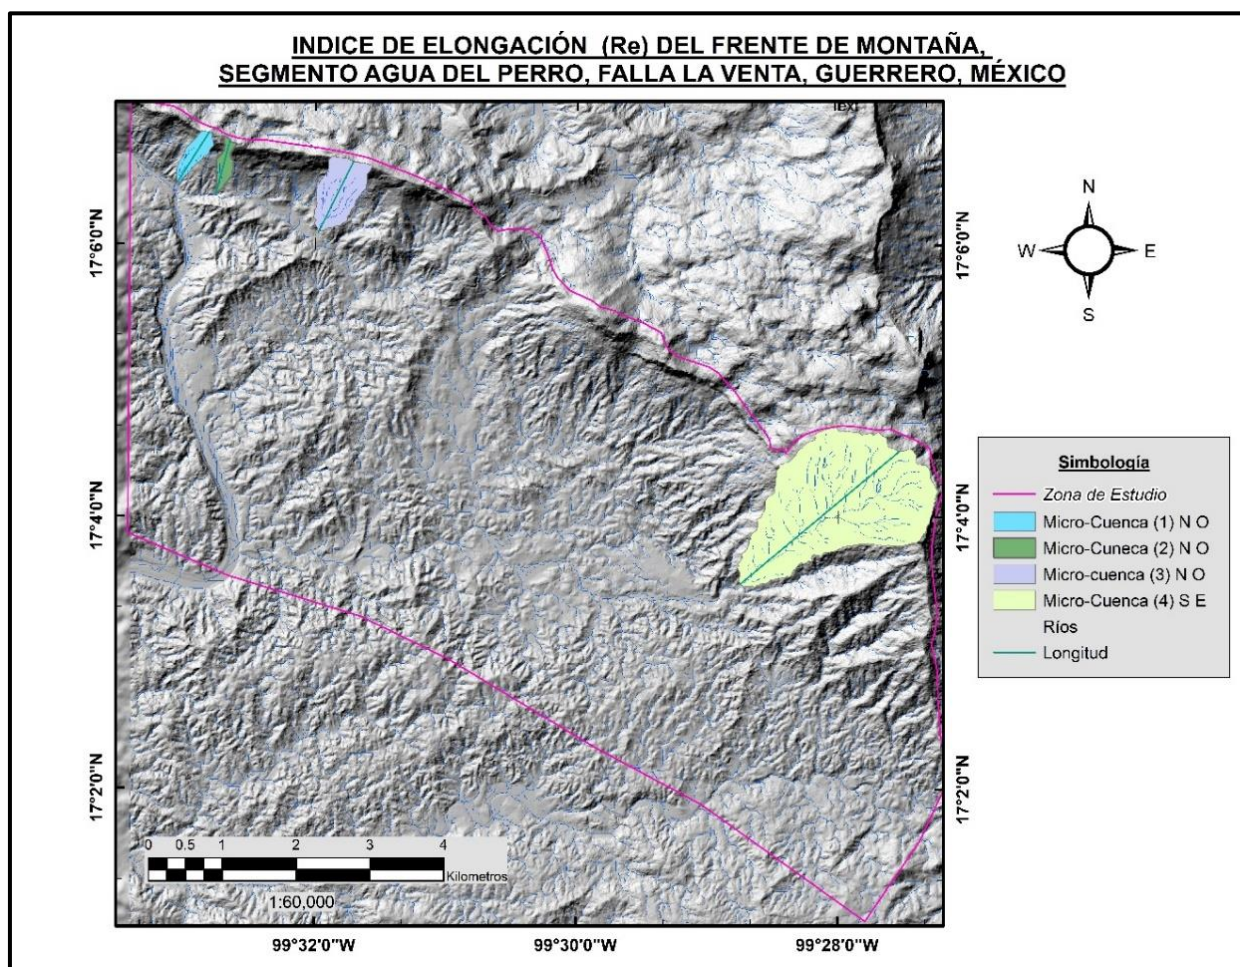 INDICE DE ELONGACIÓN (Re) DEL FRENTE DE MONTAÑA,
SEGMENTO AGUA DEL PERRO, FALLA LA VENTA, GUERRERO, MÉXICO
17°6'0"N
17°4'0"N
17°2'0"N
17°6'0"N
17°4'0"N
17°2'0"N
N
W E
S
Simbología
Zona de Estudio
Micro-Cuenca (1) N O
Micro-Cuneca (2) N O
Micro-cuenca (3) N O
Micro-Cuenca (4) S E
Ríos
Longitud
0 0.5 1 2 3 4
Kilometros
1:60,000
99°32'0"W 99°30'0"W 99°28'0"W